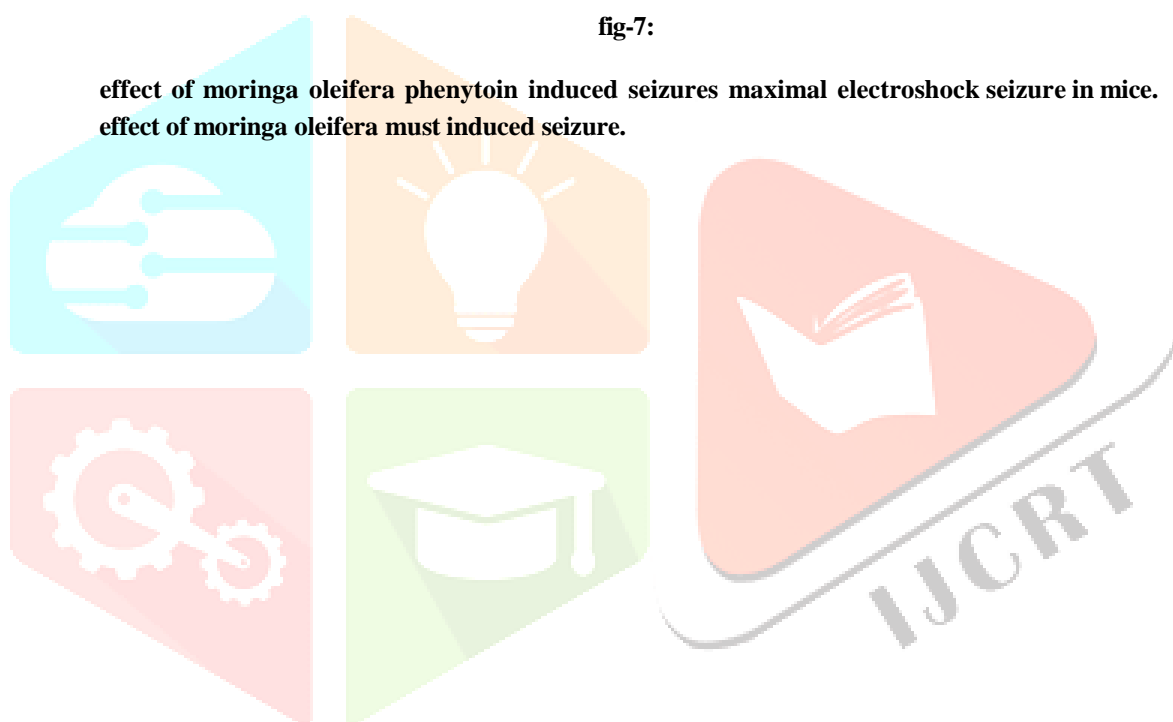 fig-7:
effect of moringa oleifera phenytoin induced seizures maximal electroshock seizure in mice.
effect of moringa oleifera must induced seizure.
IJCRT